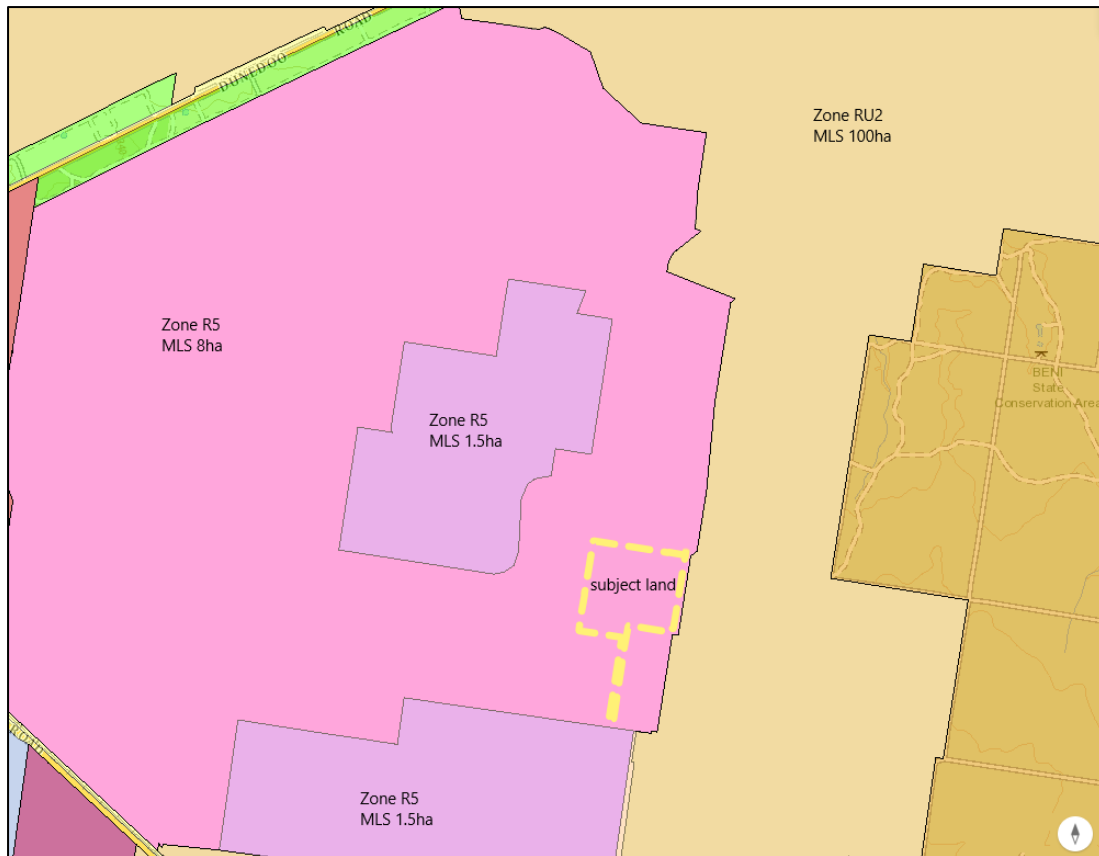 DUNEDOO ROAD
Zone RU2
MLS 100ha
Zone R5
MLS 8ha
BENI
State
Conservation Area
Zone R5
MLS 1.5ha
subject land
ROAD
Zone R5
MLS 1.5ha